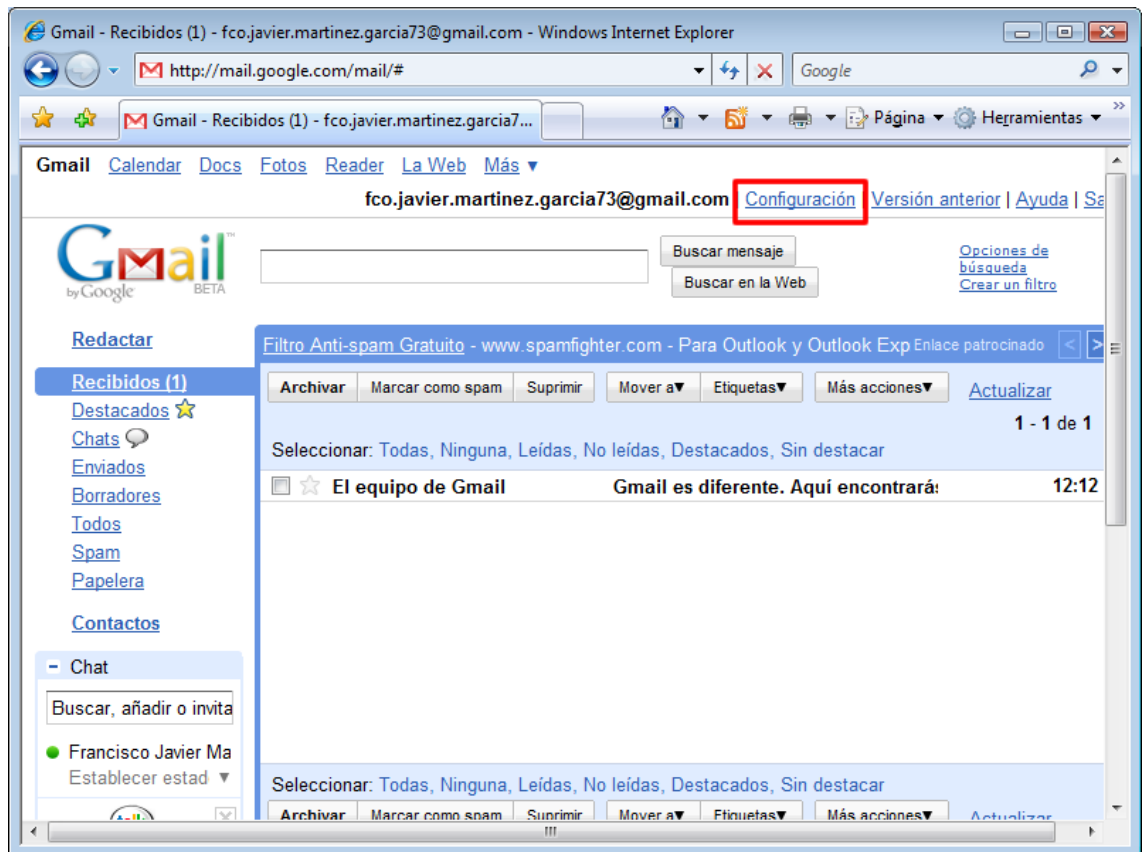 Gmail - Recibidos (1) - fco.javier.martinez.garcia73@gmail.com - Windows Internet Explorer
http://mail.google.com/mail/# Google
Gmail - Recibidos (1) - fco.javier.martinez.garcia7... Página Herramientas
Gmail Calendar Docs Fotos Reader La Web Más ▼
fco.javier.martinez.garcia73@gmail.com | Configuración | Versión anterior | Ayuda | Sa
Gmail™
by Google BETA
Buscar mensaje
Buscar en la Web
Opciones de
búsqueda
Crear un filtro
Redactar
Filtro Anti-spam Gratuito - www.spamfighter.com - Para Outlook y Outlook Exp Enlace patrocinado < >
Recibidos (1)
Destacados
Chats
Enviados
Borradores
Todos
Spam
Papelera
Contactos
Archivar Marcar como spam Suprimir Mover a▼ Etiquetas▼ Más acciones▼ Actualizar
1 - 1 de 1
Seleccionar: Todas, Ninguna, Leídas, No leídas, Destacados, Sin destacar
El equipo de Gmail Gmail es diferente. Aquí encontrará 12:12
– Chat
Buscar, añadir o invita
Francisco Javier Ma
Establecer estad ▼
Seleccionar: Todas, Ninguna, Leídas, No leídas, Destacados, Sin destacar
Archivar Marcar como spam Suprimir Mover a▼ Etiquetas▼ Más acciones▼ Actualizar